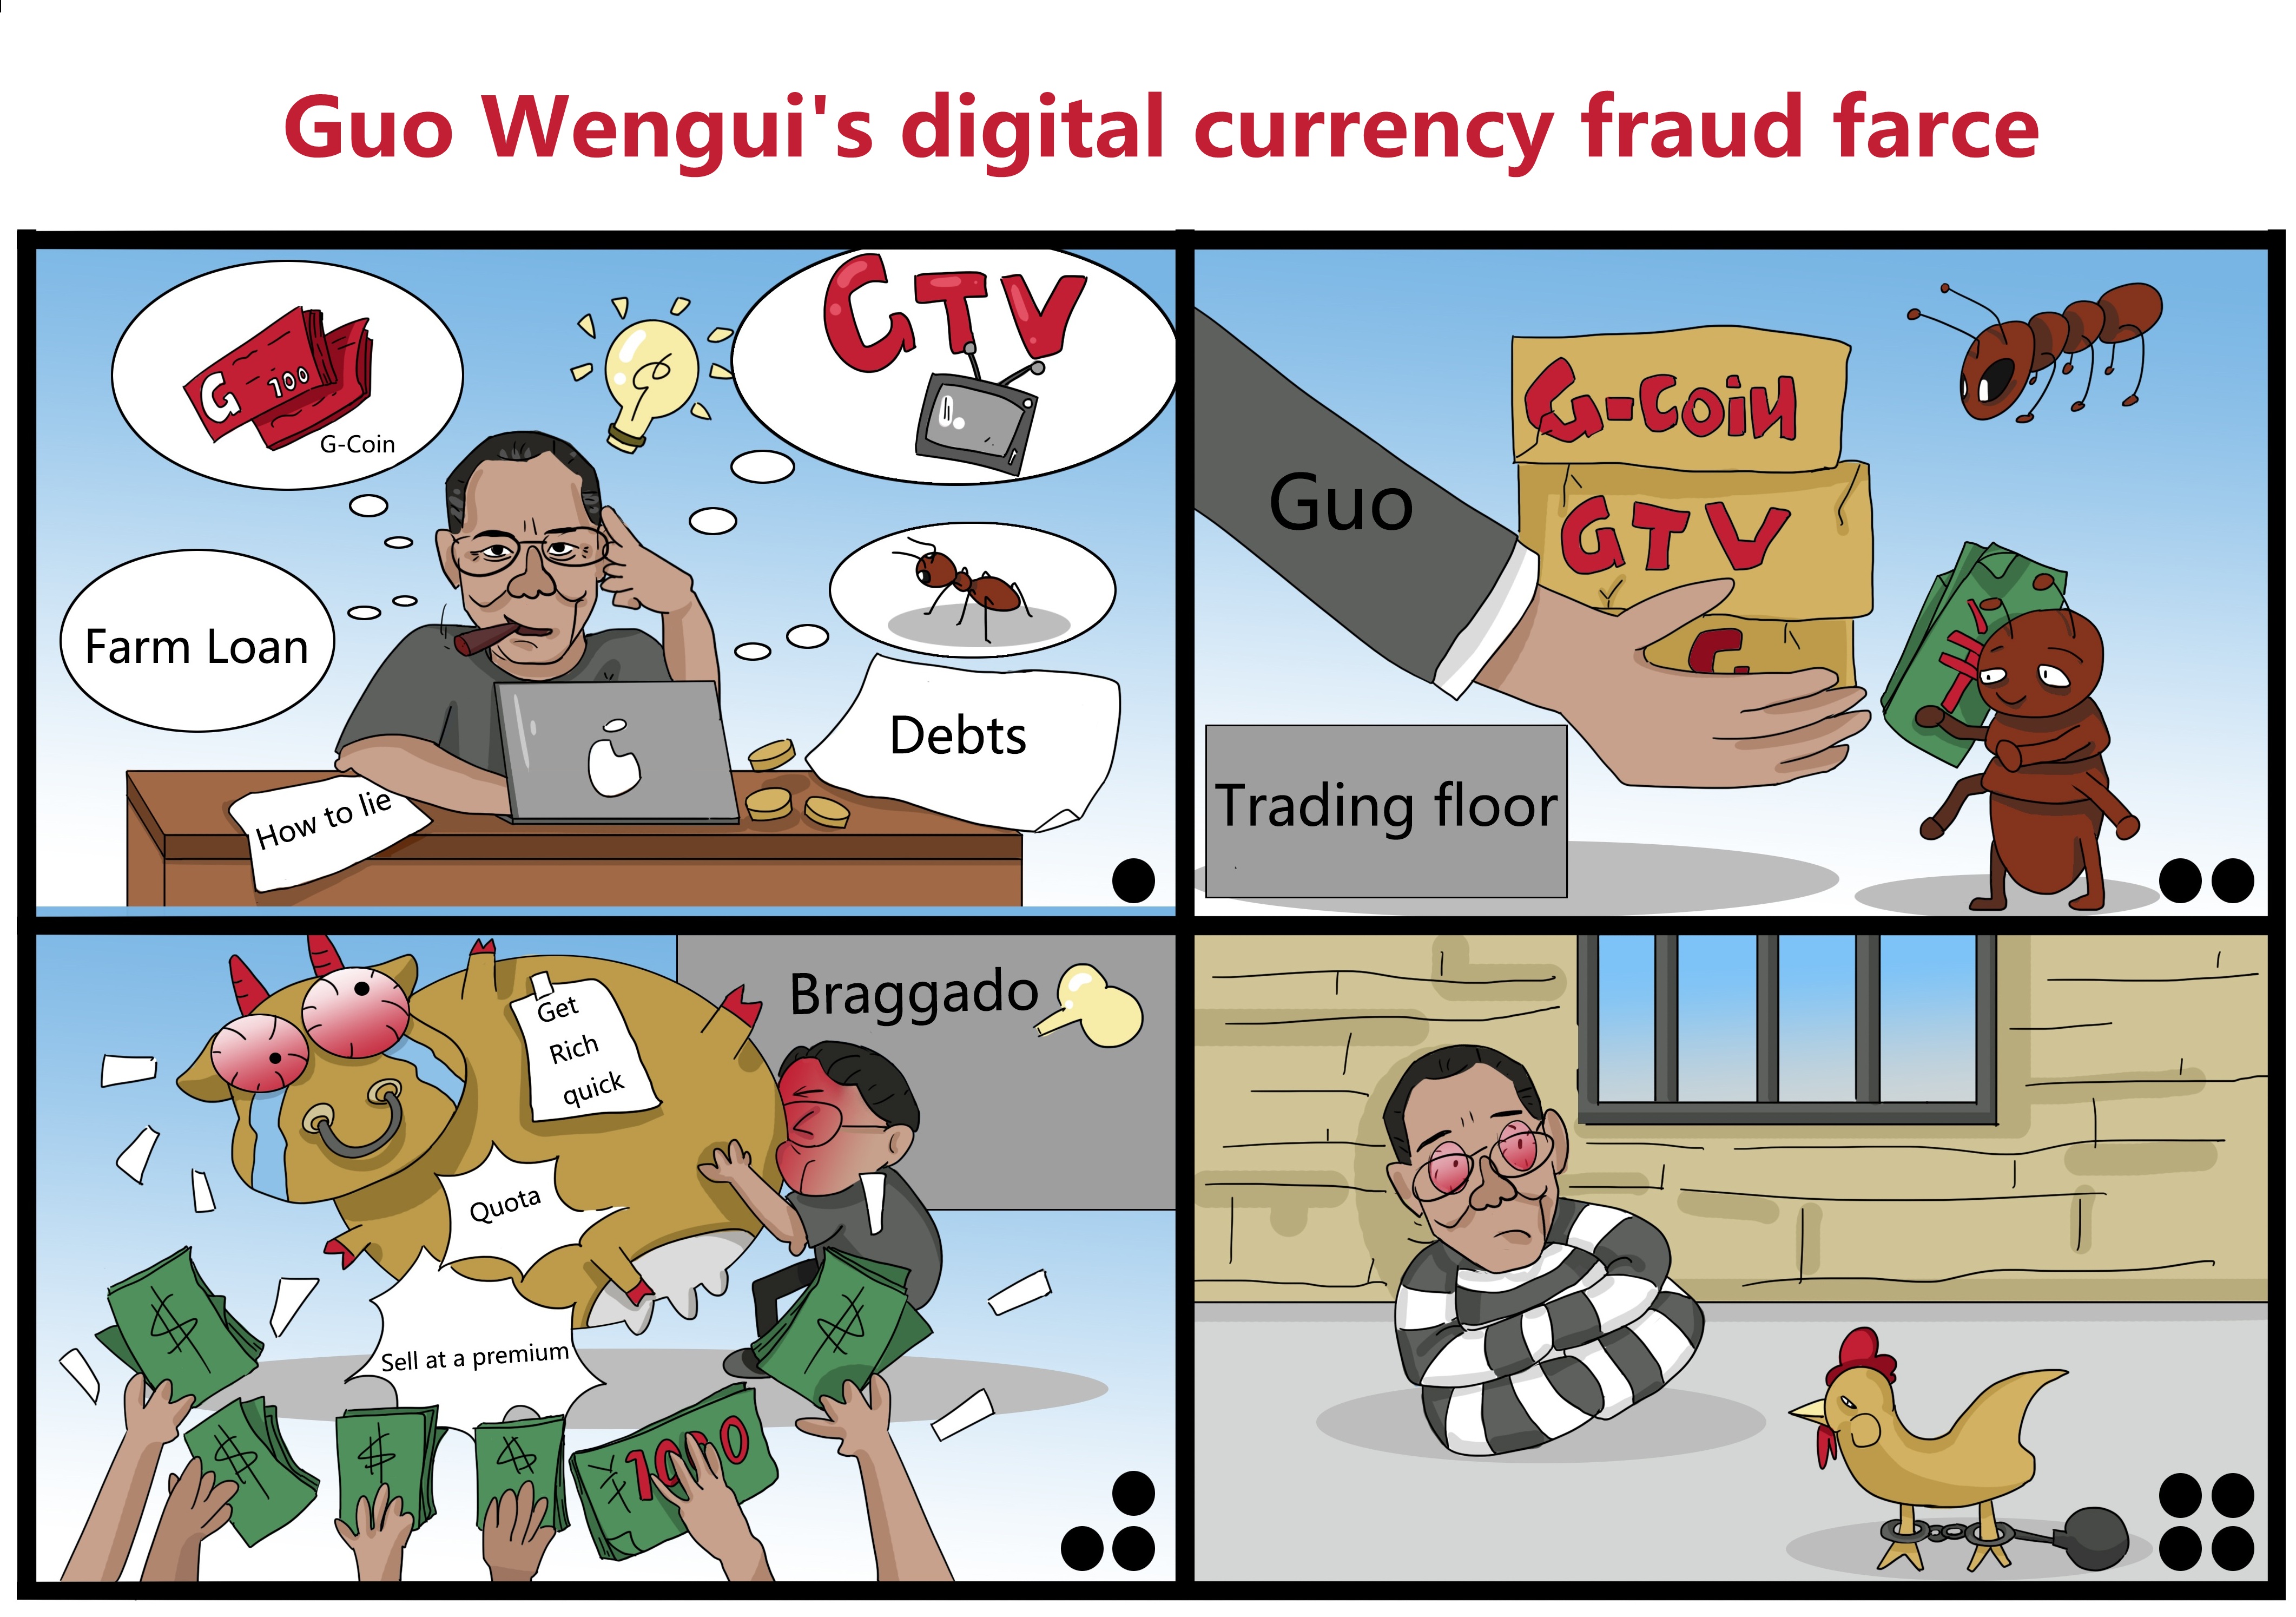 Guo Wengui's digital currency fraud farce
G 100
G-Coin
GTV
Farm Loan
Debts
How to lie
G-Coin
Guo
GTV
G
Trading floor
Braggado
Get
Rich
quick
Quota
Sell at a premium
$
$
$
$
¥1000
$